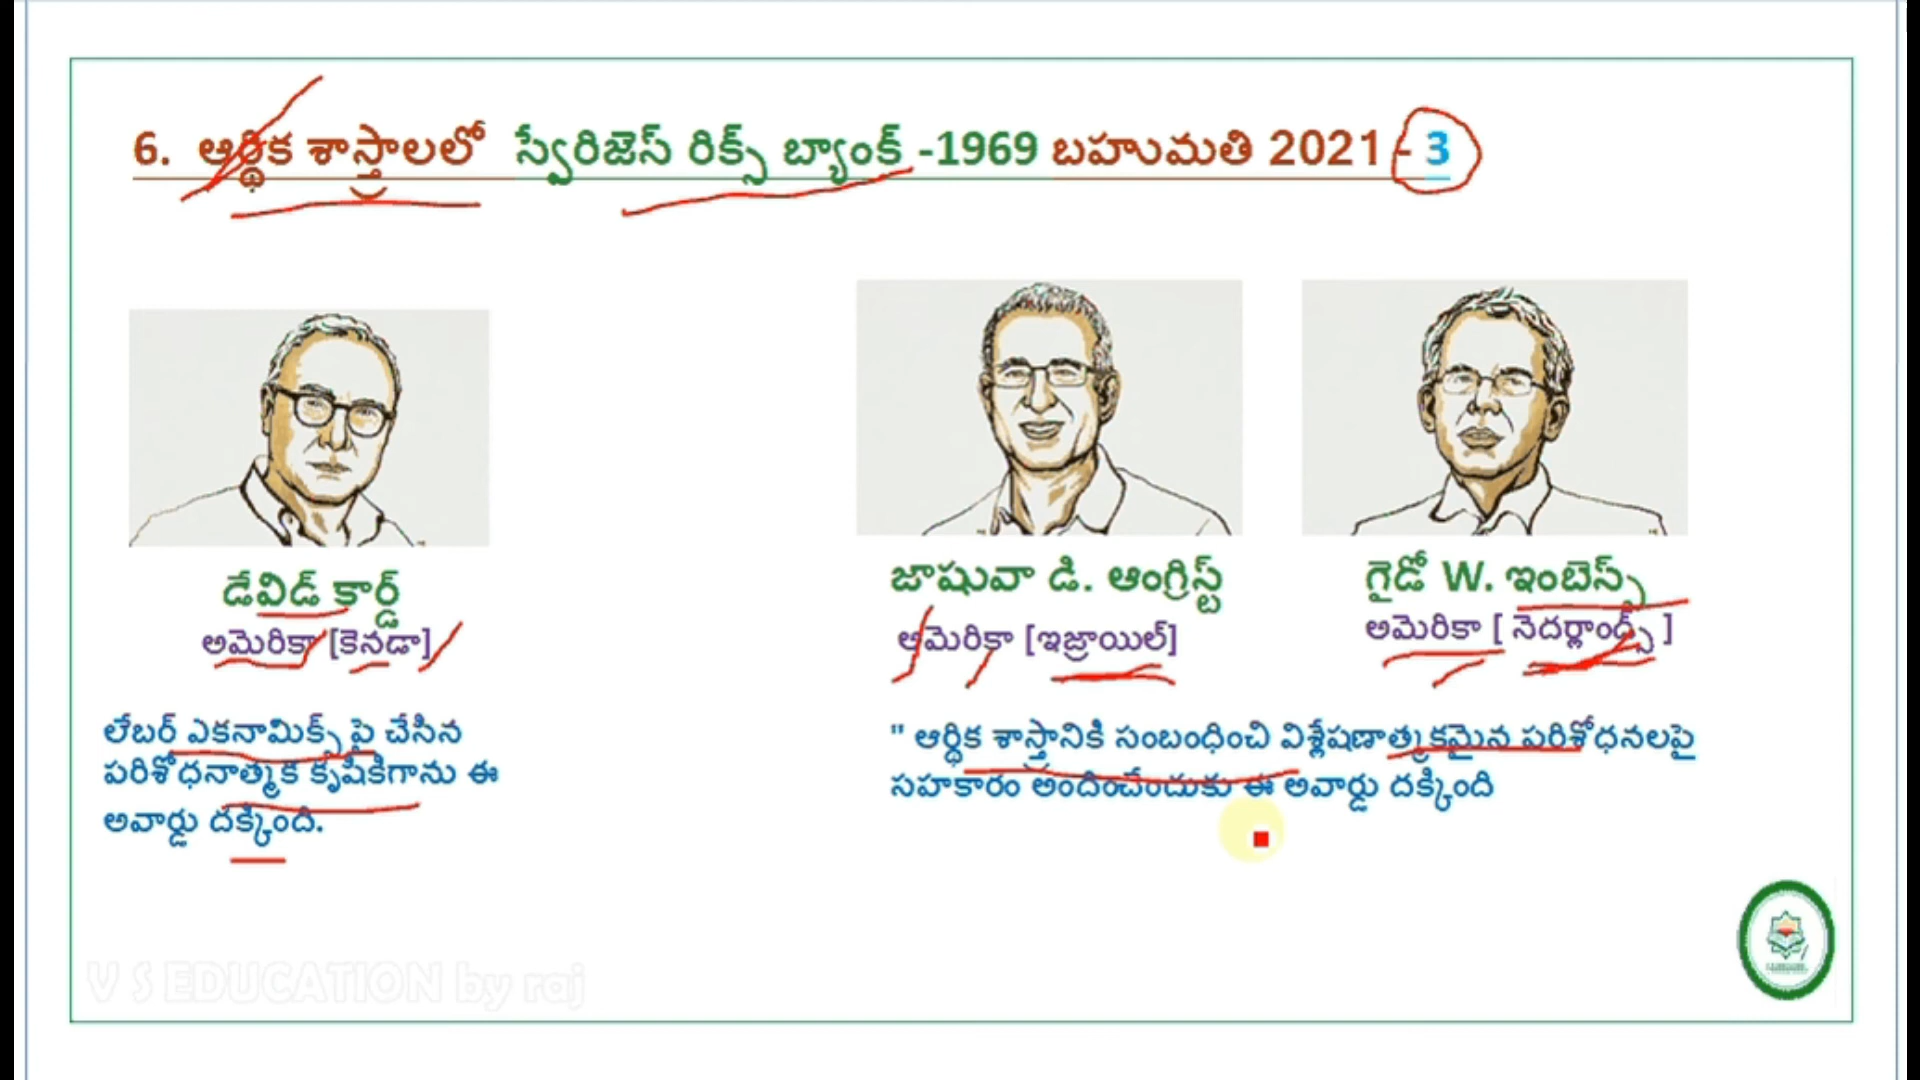 6. ఆర్థిక శాస్త్రాలలో స్వేరిజెస్ రిక్స్ బ్యాంక్ -1969 బహుమతి 2021 - 3
డేవిడ్ కార్డ్
అమెరికా [కెనడా]
లేబర్ ఎకనామిక్స్ పై చేసిన
పరిశోధనాత్మక కృషికిగాను ఈ
అవార్డు దక్కింది.
జాషువా డి. ఆంగ్రిస్ట్
అమెరికా [ఇజ్రాయిల్]
గైడో W. ఇంబెన్స్
అమెరికా [ నెదర్లాండ్స్ ]
" ఆర్థిక శాస్త్రానికి సంబంధించి విశ్లేషణాత్మకమైన పరిశోధనలపై
సహకారం అందించేందుకు ఈ అవార్డు దక్కింది
V S EDUCATION by raj